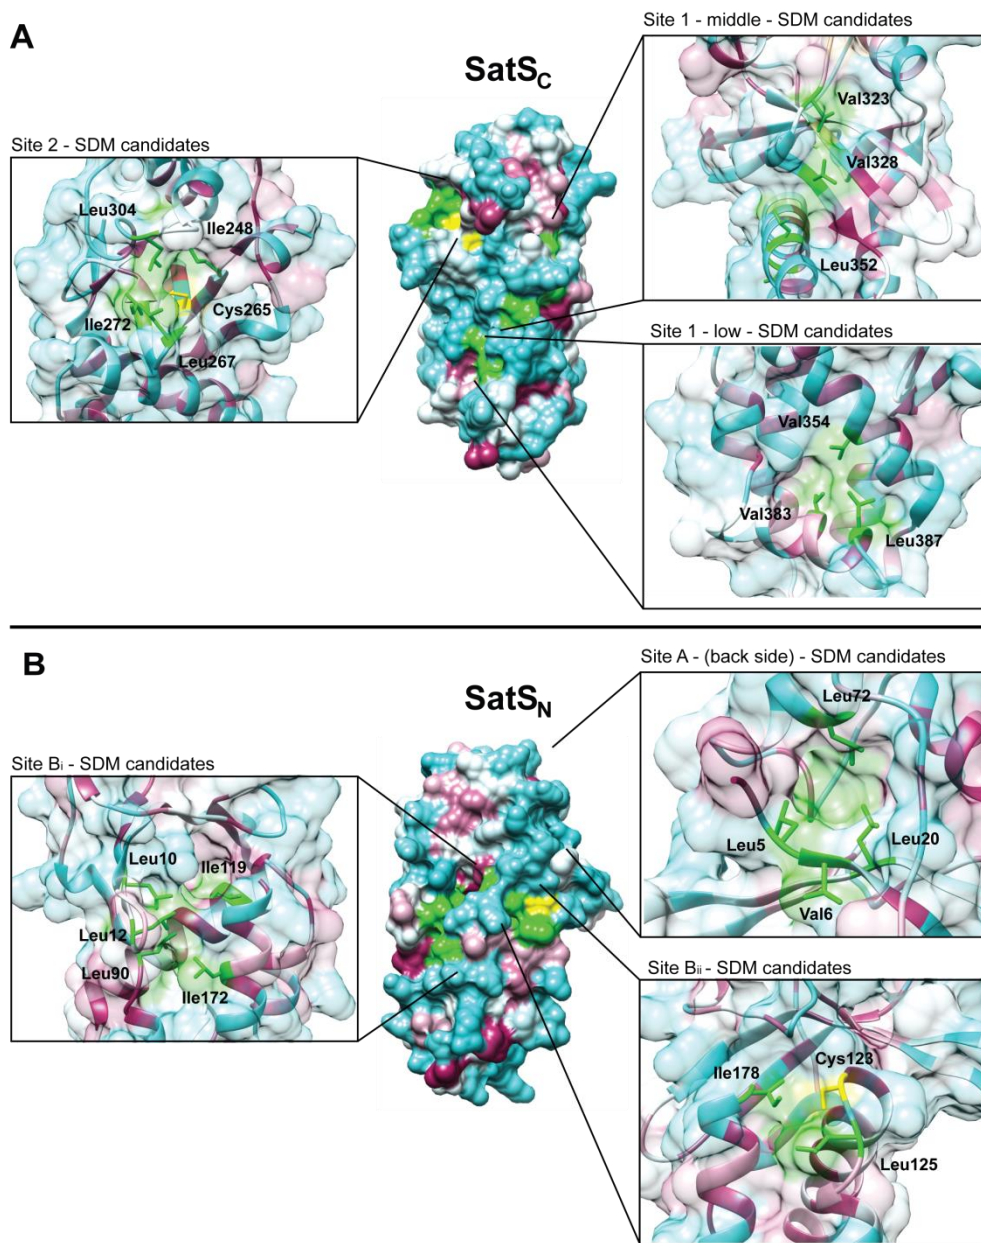 A
SatSC
Site 1 - middle - SDM candidates
Val323
Val328
Leu352
Site 2 - SDM candidates
Leu304
Ile248
Cys265
Ile272
Leu267
Site 1 - low - SDM candidates
Val354
Val383
Leu387
B
SatSN
Site A - (back side) - SDM candidates
Leu72
Leu5
Leu20
Val6
Site Bi - SDM candidates
Leu10
Ile119
Leu12
Leu90
Ile172
Site Bii - SDM candidates
Cys123
Ile178
Leu125